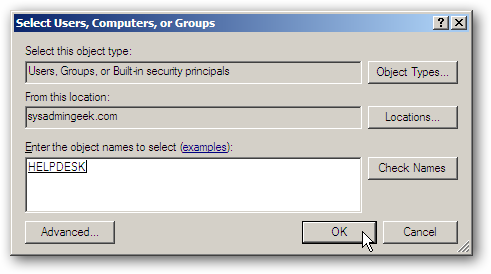 Select Users, Computers, or Groups
Select this object type:
Users, Groups, or Built-in security principals
Object Types...
From this location:
sysadmingeek.com
Locations...
Enter the object names to select (examples):
HELPDESK
Check Names
Advanced...
OK
Cancel